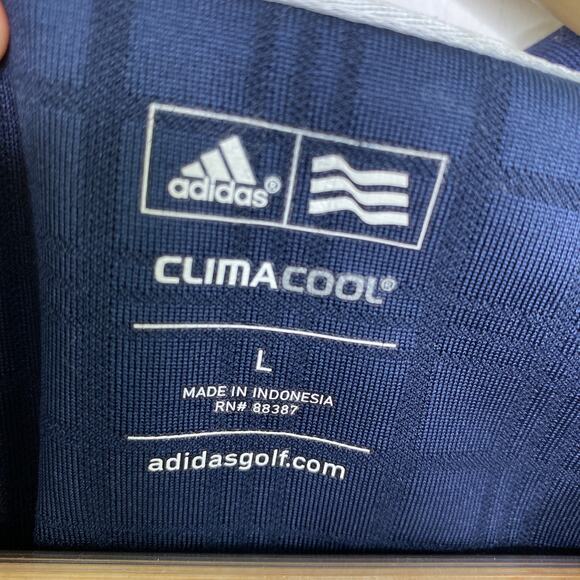 adidas®
CLIMACOOL®
L
MADE IN INDONESIA
RN# 88387
adidasgolf.com